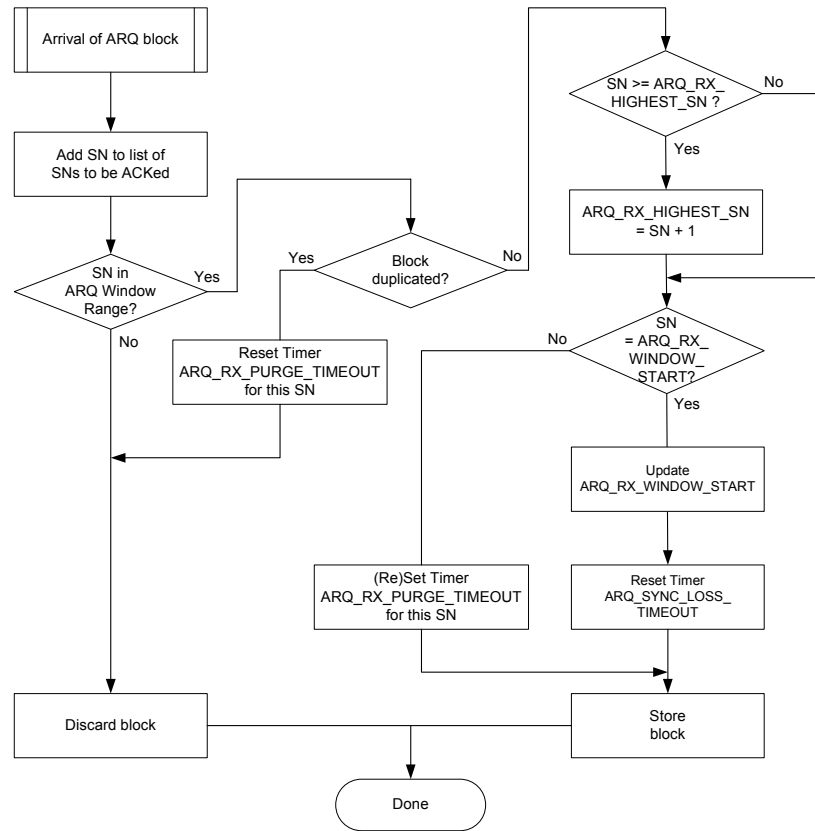 Arrival of ARQ block
Add SN to list of
SNs to be ACKed
SN in
ARQ Window
Range?
Yes
No
Block
duplicated?
Yes
No
Reset Timer
ARQ_RX_PURGE_TIMEOUT
for this SN
SN >= ARQ_RX_
HIGHEST_SN ?
No
Yes
ARQ_RX_HIGHEST_SN
= SN + 1
SN
= ARQ_RX_
WINDOW_
START?
No
Yes
Update
ARQ_RX_WINDOW_START
(Re)Set Timer
ARQ_RX_PURGE_TIMEOUT
for this SN
Reset Timer
ARQ_SYNC_LOSS_
TIMEOUT
Discard block
Store
block
Done